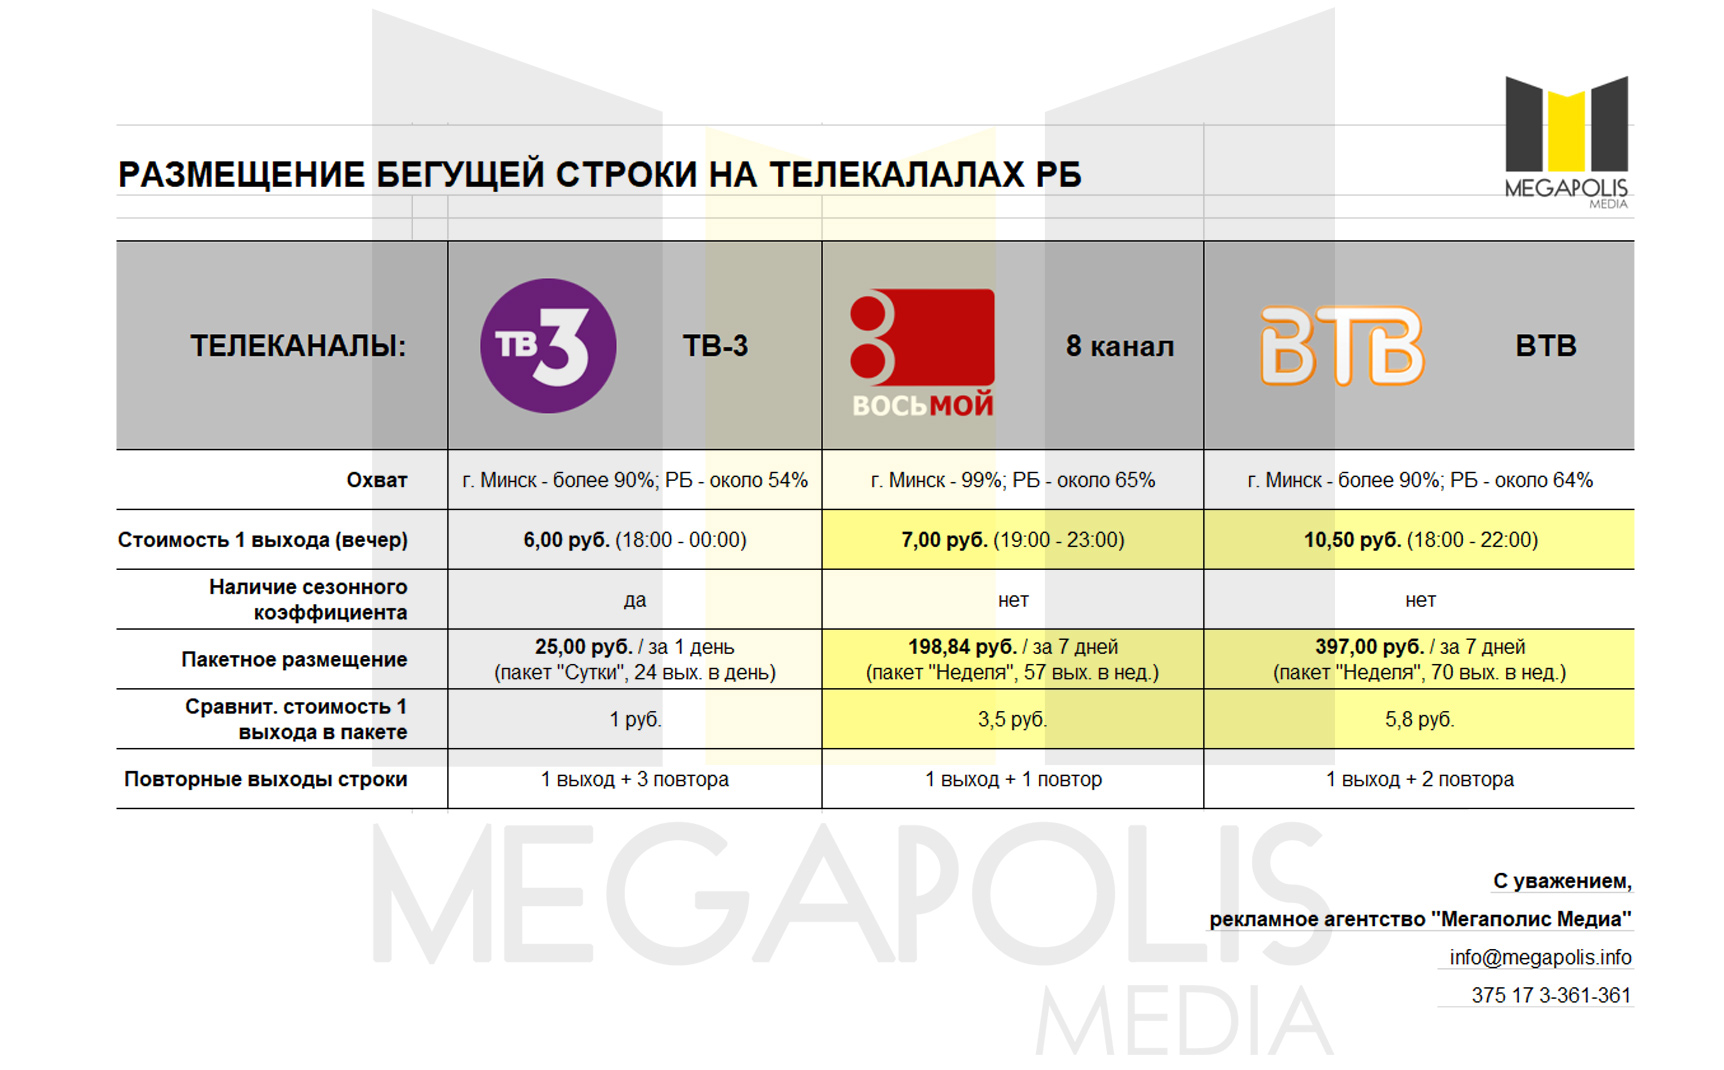 MEGAPOLIS
MEDIA
РАЗМЕЩЕНИЕ БЕГУЩЕЙ СТРОКИ НА ТЕЛЕКАЛАЛАХ РБ
ТЕЛЕКАНАЛЫ: ТВ3 ТВ-3 ВОСЬМОЙ 8 канал ВТВ ВТВ
Охват г. Минск - более 90%; РБ - около 54% г. Минск - 99%; РБ - около 65% г. Минск - более 90%; РБ - около 64%
Стоимость 1 выхода (вечер) 6,00 руб. (18:00 - 00:00) 7,00 руб. (19:00 - 23:00) 10,50 руб. (18:00 - 22:00)
Наличие сезонного
коэффициента да нет нет
Пакетное размещение 25,00 руб. / за 1 день 198,84 руб. / за 7 дней 397,00 руб. / за 7 дней
(пакет "Сутки", 24 вых. в день) (пакет "Неделя", 57 вых. в нед.) (пакет "Неделя", 70 вых. в нед.)
Сравнит. стоимость 1
выхода в пакете 1 руб. 3,5 руб. 5,8 руб.
Повторные выходы строки 1 выход + 3 повтора 1 выход + 1 повтор 1 выход + 2 повтора
MEGAPOLIS
MEDIA
С уважением,
рекламное агентство "Мегаполис Медиа"
info@megapolis.info
375 17 3-361-361